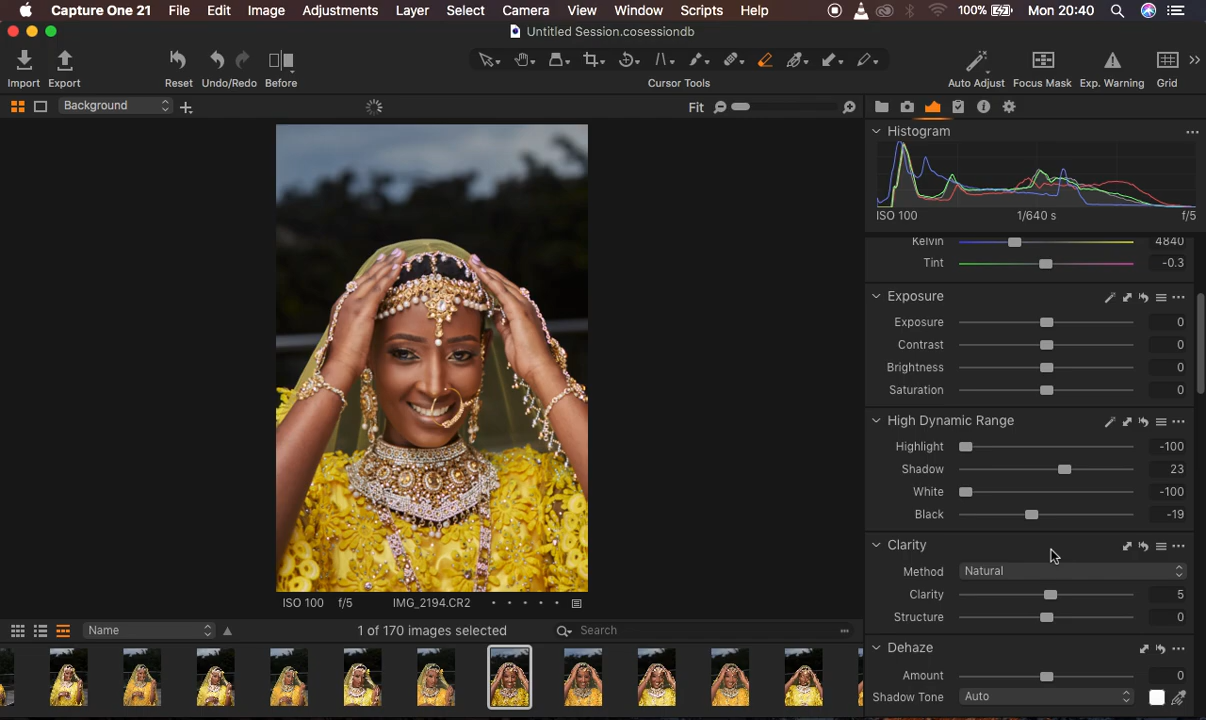 Capture One 21 File Edit Image Adjustments Layer Select Camera View Window Scripts Help 100% Mon 20:40
Untitled Session.cosessiondb
Import Export Reset Undo/Redo Before Cursor Tools Auto Adjust Focus Mask Exp. Warning Grid
Background Fit
Histogram
ISO 100 1/640 s f/5
Kelvin 4840
Tint -0.3
Exposure
Exposure 0
Contrast 0
Brightness 0
Saturation 0
High Dynamic Range
Highlight -100
Shadow 23
White -100
Black -19
Clarity
Method Natural
Clarity 5
Structure 0
Dehaze
Amount 0
Shadow Tone Auto
ISO 100 f/5 IMG_2194.CR2
Name 1 of 170 images selected Search